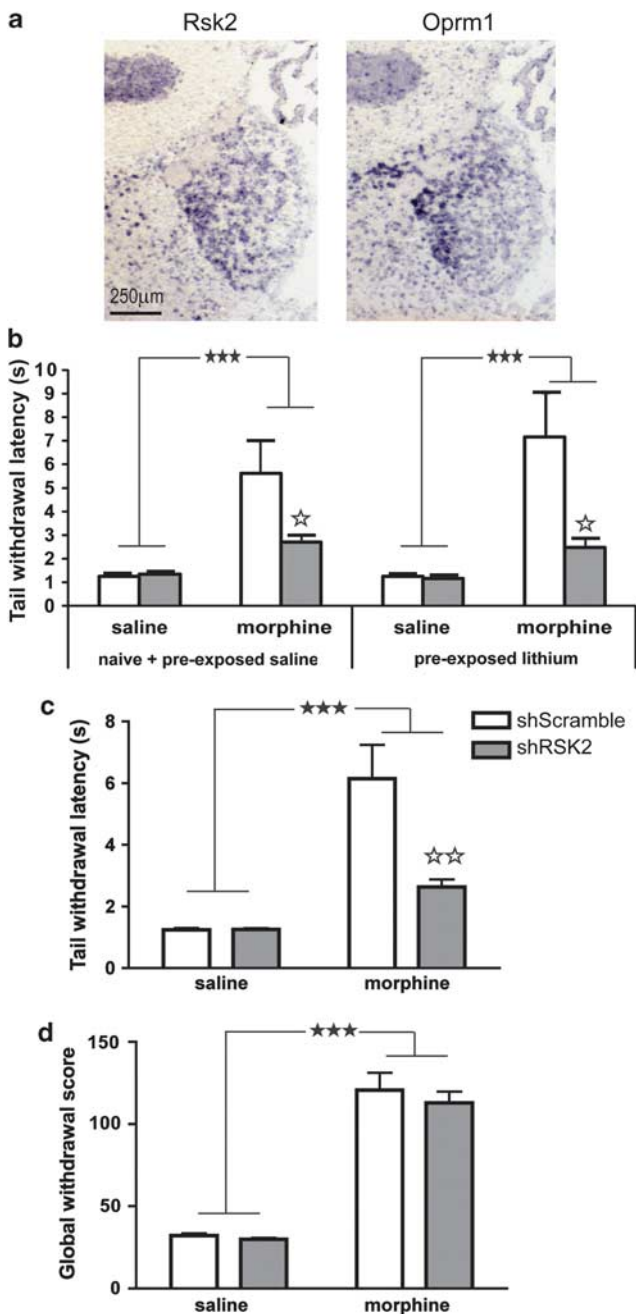 a
Rsk2 Oprm1
250µm
b
★★★ ★★★
Tail withdrawal latency (s)
10
9
8
7
6
5
4
3
2
1
0
☆ ☆
saline morphine saline morphine
naive + pre-exposed saline pre-exposed lithium
c
★★★
shScramble
shRSK2
Tail withdrawal latency (s)
8
6
4
2
0
☆☆
saline morphine
d
★★★
Global withdrawal score
150
100
50
0
saline morphine